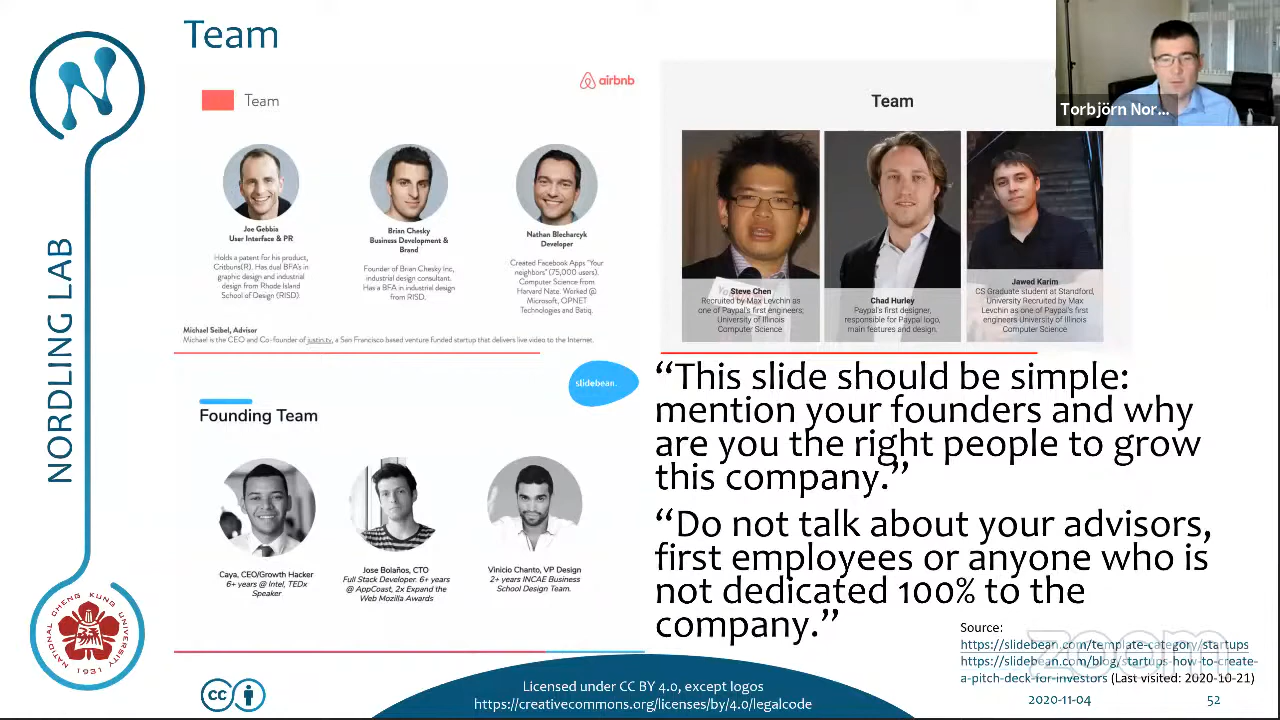 Team
airbnb
Team
Joe Gebbia
User Interface & PR
Holds a patent for his product,
Critbuns(R). Has dual BFA's in
graphic design and industrial
design from Rhode Island
School of Design (RISD).
Brian Chesky
Business Development &
Brand
Founder of Brian Chesky Inc,
industrial design consultant.
Has a BFA in industrial design
from RISD.
Nathan Blecharcyk
Developer
Created Facebook Apps "Your
neighbors" (75,000 users).
Computer Science from
Harvard Nate. Worked @
Microsoft, OPNET
Technologies and Batiq.
Michael Seibel, Advisor
Michael is the CEO and Co-founder of justin.tv, a San Francisco based venture funded startup that delivers live video to the Internet.
Team
Steve Chen
Recruited by Max Levchin as
one of Paypal's first engineers;
University of Illinois
Computer Science
Chad Hurley
Paypal's first designer,
responsible for Paypal logo,
main features and design.
Jawed Karim
CS Graduate student at Standford,
University Recruited by Max
Levchin as one of Paypal's first
engineers University of Illinois
Computer Science
Torbjörn Nor...
slidebean.
Founding Team
Caya, CEO/Growth Hacker
6+ years @ Intel, TEDx
Speaker
Jose Bolaños, CTO
Full Stack Developer. 6+ years
@ AppCoast, 2x Expand the
Web Mozilla Awards
Vinicio Chanto, VP Design
2+ years INCAE Business
School Design Team.
“This slide should be simple:
mention your founders and why
are you the right people to grow
this company.”
“Do not talk about your advisors,
first employees or anyone who is
not dedicated 100% to the
company.”
Source:
https://slidebean.com/template-category/startups
https://slidebean.com/blog/startups-how-to-create-
a-pitch-deck-for-investors (Last visited: 2020-10-21)
zoom
NORDLING LAB
NATIONAL CHENG KUNG UNIVERSITY
1931
cc
Licensed under CC BY 4.0, except logos
https://creativecommons.org/licenses/by/4.0/legalcode
2020-11-04
52